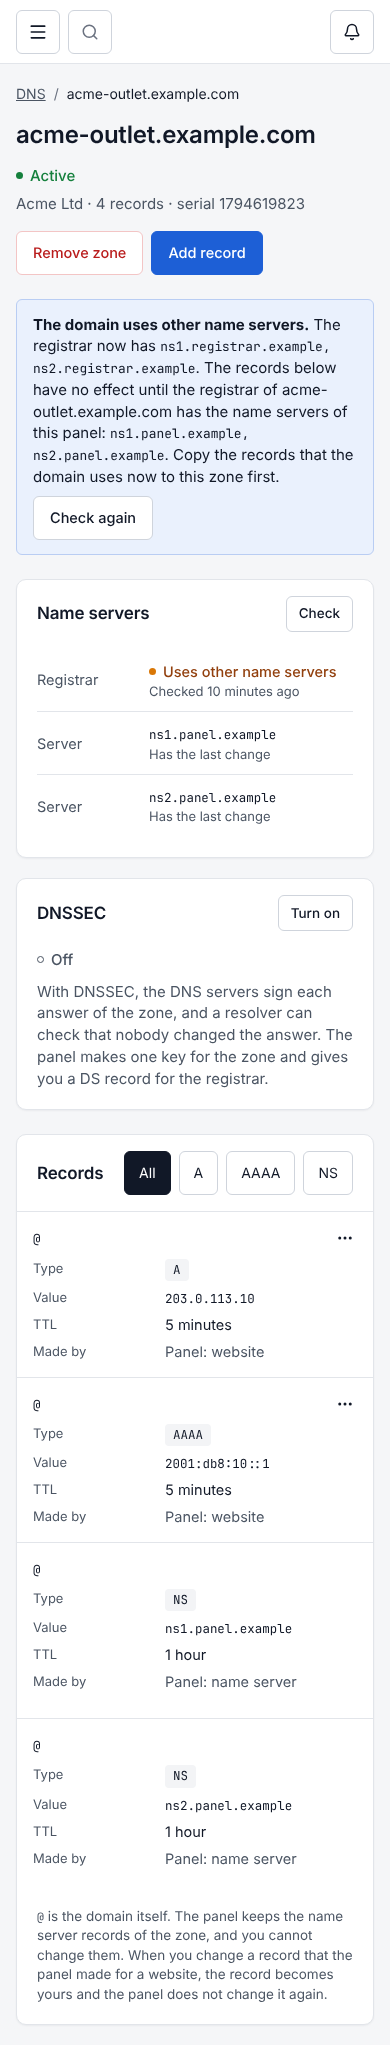 DNS / acme-outlet.example.com
acme-outlet.example.com
Active
Acme Ltd · 4 records · serial 1794619823
Remove zone
Add record
The domain uses other name servers. The
registrar now has ns1.registrar.example,
ns2.registrar.example. The records below
have no effect until the registrar of acme-
outlet.example.com has the name servers of
this panel: ns1.panel.example,
ns2.panel.example. Copy the records that the
domain uses now to this zone first.
Check again
Name servers
Check
Registrar
Uses other name servers
Checked 10 minutes ago
Server
ns1.panel.example
Has the last change
Server
ns2.panel.example
Has the last change
DNSSEC
Turn on
Off
With DNSSEC, the DNS servers sign each
answer of the zone, and a resolver can
check that nobody changed the answer. The
panel makes one key for the zone and gives
you a DS record for the registrar.
Records
All
A
AAAA
NS
@
Type A
Value 203.0.113.10
TTL 5 minutes
Made by Panel: website
@
Type AAAA
Value 2001:db8:10::1
TTL 5 minutes
Made by Panel: website
@
Type NS
Value ns1.panel.example
TTL 1 hour
Made by Panel: name server
@
Type NS
Value ns2.panel.example
TTL 1 hour
Made by Panel: name server
@ is the domain itself. The panel keeps the name
server records of the zone, and you cannot
change them. When you change a record that the
panel made for a website, the record becomes
yours and the panel does not change it again.